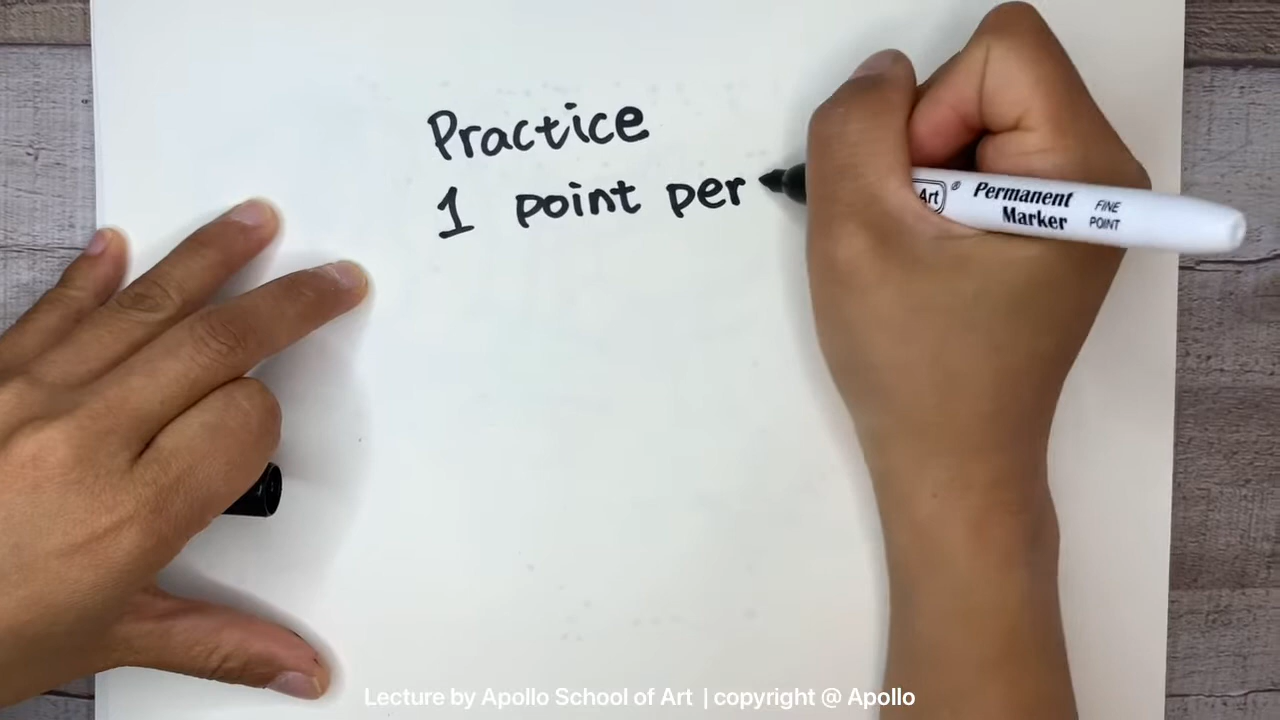 Practice
1 point per
Art ® Permanent Marker FINE POINT
Lecture by Apollo School of Art | copyright @ Apollo